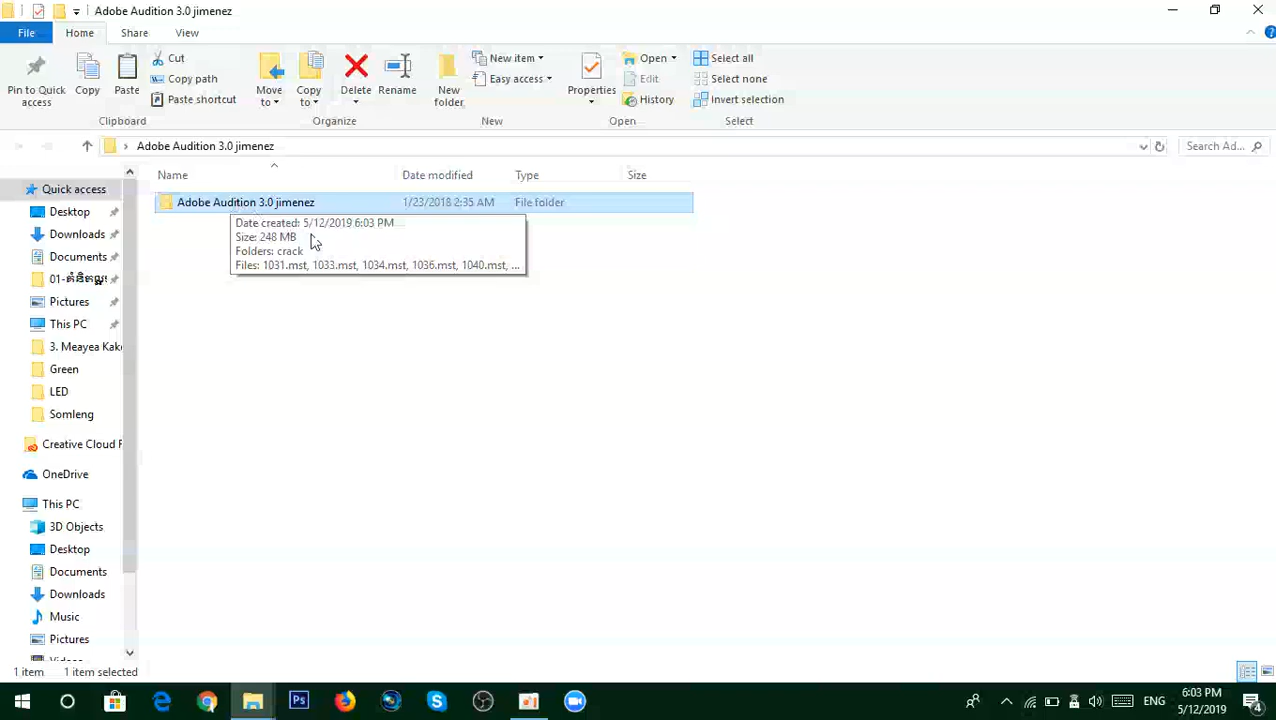 Adobe Audition 3.0 jimenez
File
Home
Share
View
Pin to Quick access
Copy
Paste
Cut
Copy path
Paste shortcut
Clipboard
Move to
Copy to
Delete
Rename
Organize
New folder
New item
Easy access
New
Properties
Open
Edit
History
Open
Select all
Select none
Invert selection
Select
Adobe Audition 3.0 jimenez
Search Ad...
Name
Date modified
Type
Size
Adobe Audition 3.0 jimenez
1/23/2018 2:35 AM
File folder
Date created: 5/12/2019 6:03 PM
Size: 248 MB
Folders: crack
Files: 1031.mst, 1033.mst, 1034.mst, 1036.mst, 1040.mst, ...
Quick access
Desktop
Downloads
Documents
Pictures
This PC
3. Meayea Kak
Green
LED
Somleng
Creative Cloud F
OneDrive
This PC
3D Objects
Desktop
Documents
Downloads
Music
Pictures
Videos
1 item
1 item selected
Ps
ENG
6:03 PM
5/12/2019
4